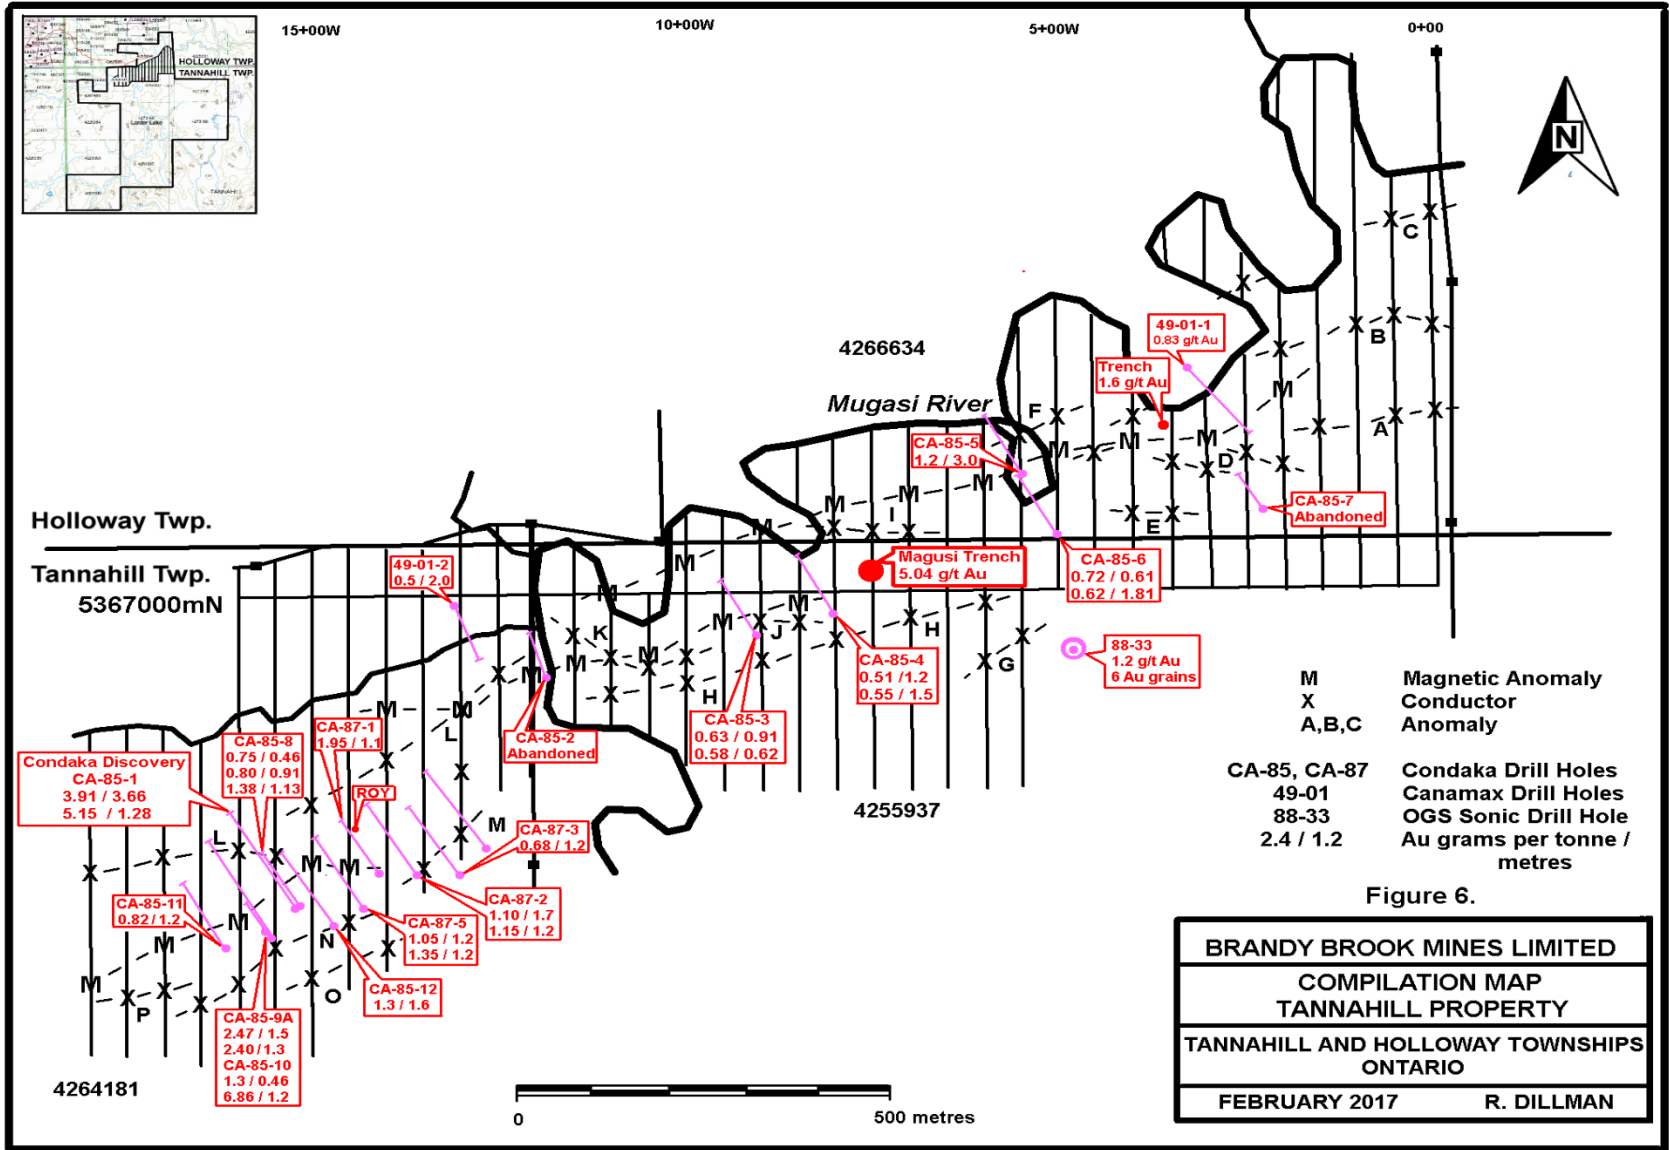 15+00W
10+00W
5+00W
0+00
HOLLOWAY TWP.
TANNAHILL TWP.
Larder Lake
TANNAHILL
N
C
B
A
49-01-1
0.83 g/t Au
Trench
1.6 g/t Au
4266634
Mugasi River
F
D
E
I
CA-85-5
1.2 / 3.0
CA-85-7
Abandoned
Holloway Twp.
Tannahill Twp.
5367000mN
49-01-2
0.5 / 2.0
Magusi Trench
5.04 g/t Au
CA-85-6
0.72 / 0.61
0.62 / 1.81
88-33
1.2 g/t Au
6 Au grains
K
J
H
H
G
L
CA-85-4
0.51 /1.2
0.55 / 1.5
CA-85-3
0.63 / 0.91
0.58 / 0.62
CA-85-2
Abandoned
CA-87-1
1.95 / 1.1
CA-85-8
0.75 / 0.46
0.80 / 0.91
1.38 / 1.13
Condaka Discovery
CA-85-1
3.91 / 3.66
5.15 / 1.28
ROY
4255937
L
M
CA-87-3
0.68 / 1.2
CA-87-2
1.10 / 1.7
1.15 / 1.2
CA-85-11
0.82 / 1.2
CA-87-5
1.05 / 1.2
1.35 / 1.2
N
O
P
CA-85-12
1.3 / 1.6
CA-85-9A
2.47 / 1.5
2.40 / 1.3
CA-85-10
1.3 / 0.46
6.86 / 1.2
4264181
0
500 metres
M Magnetic Anomaly
X Conductor
A,B,C Anomaly
CA-85, CA-87 Condaka Drill Holes
49-01 Canamax Drill Holes
88-33 OGS Sonic Drill Hole
2.4 / 1.2 Au grams per tonne /
metres
Figure 6.
BRANDY BROOK MINES LIMITED
COMPILATION MAP
TANNAHILL PROPERTY
TANNAHILL AND HOLLOWAY TOWNSHIPS
ONTARIO
FEBRUARY 2017 R. DILLMAN